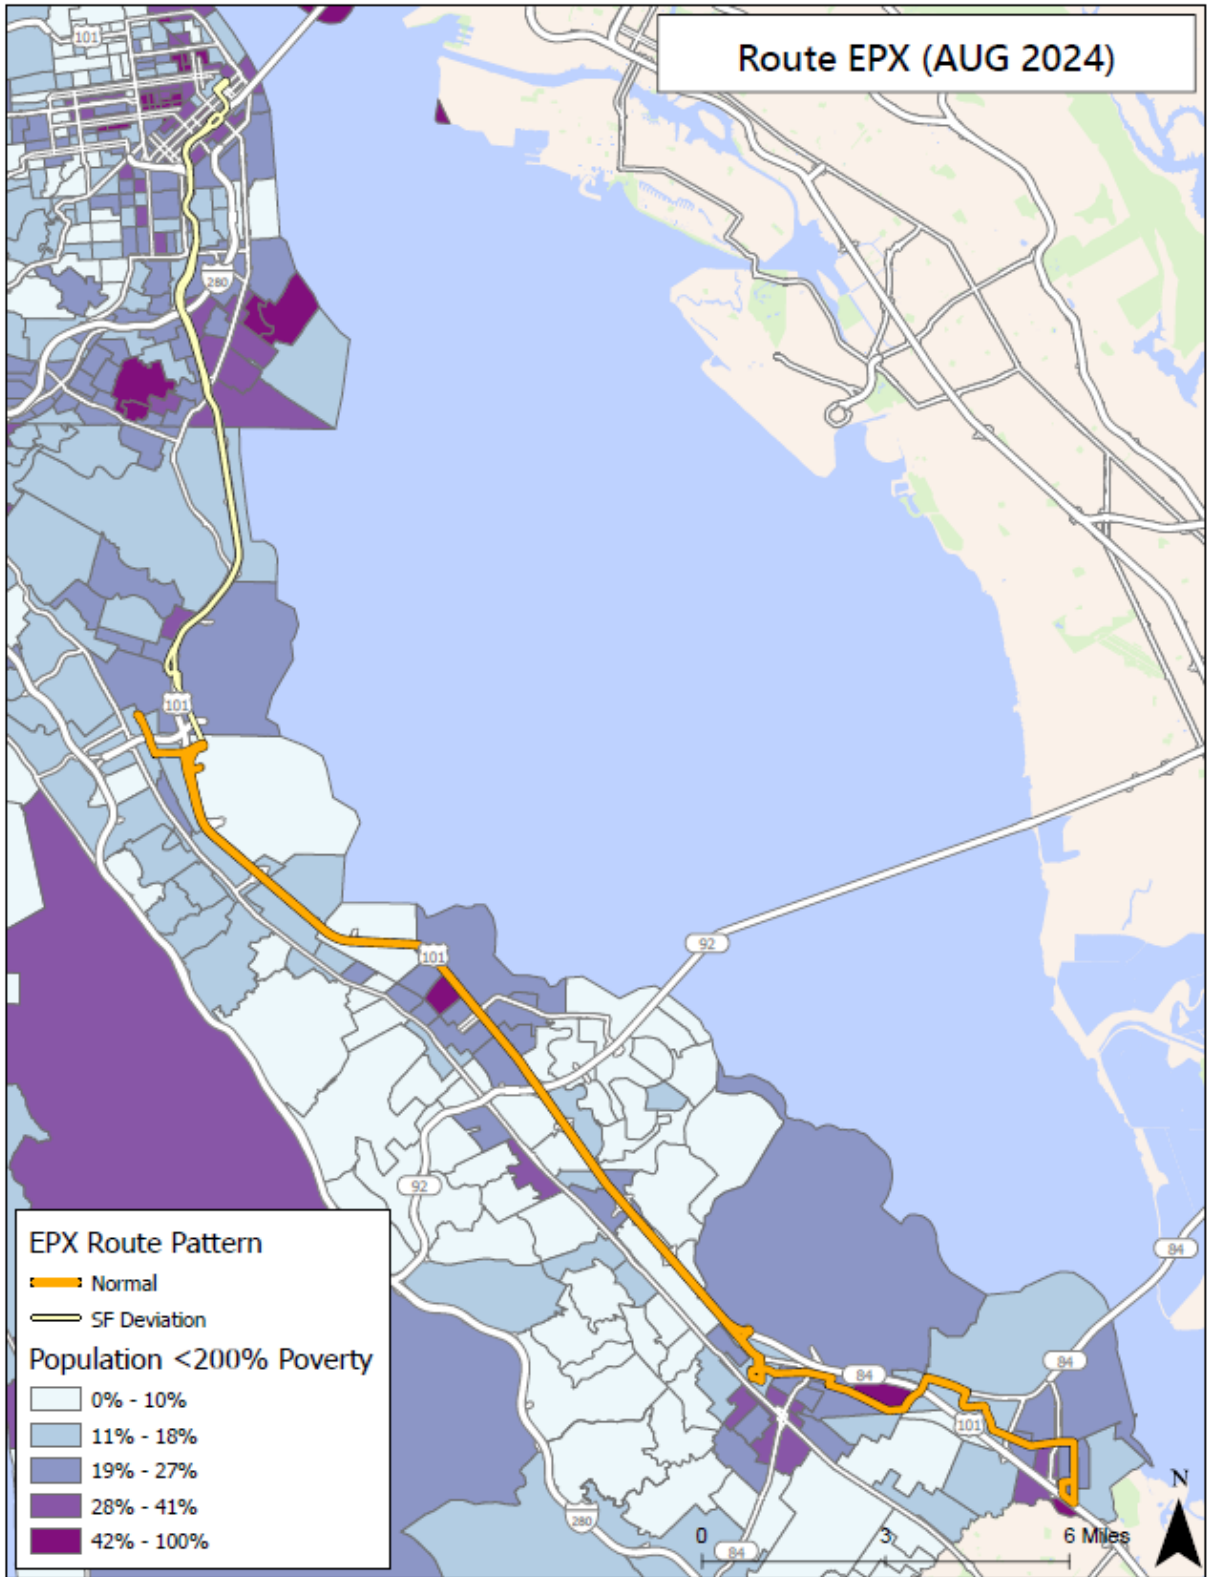 Route EPX (AUG 2024)
101
280
101
101
92
92
84
84
84
101
280
84
EPX Route Pattern
Normal
SF Deviation
Population <200% Poverty
0% - 10%
11% - 18%
19% - 27%
28% - 41%
42% - 100%
N
0 3 6 Miles